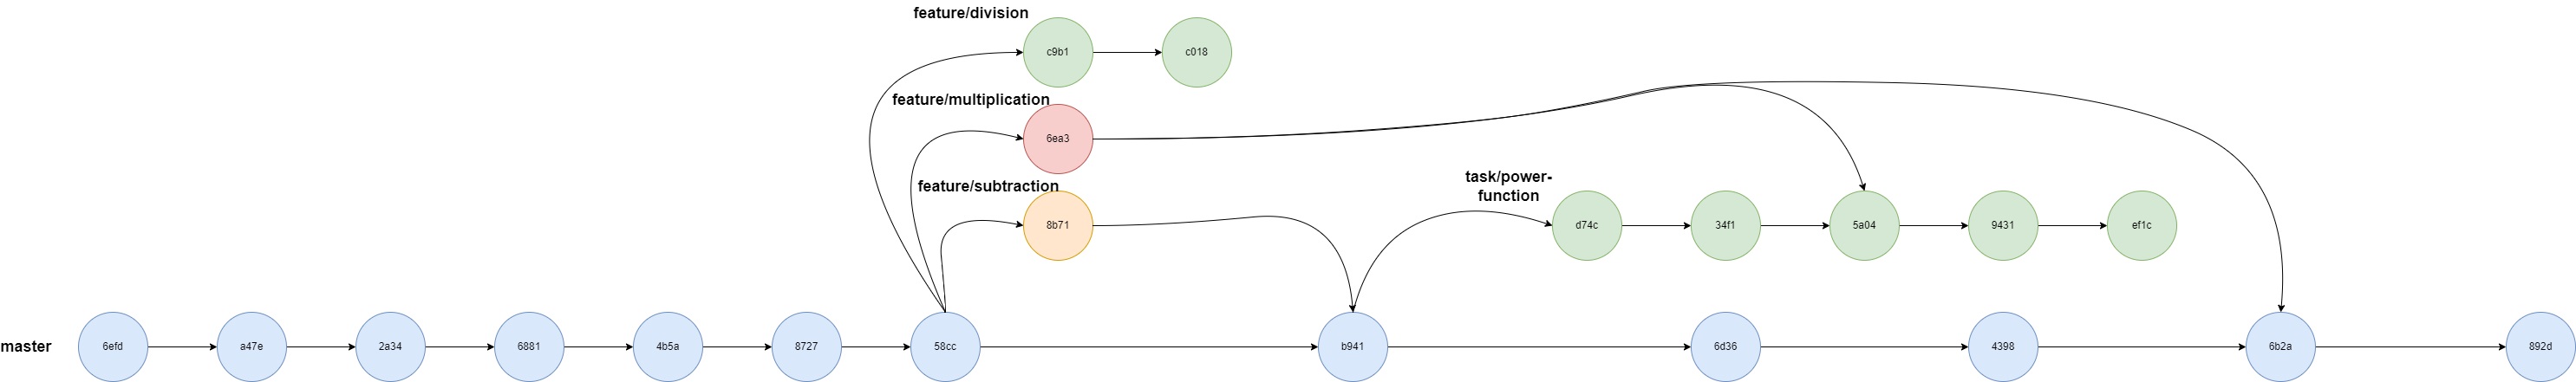 feature/division
c9b1
c018
feature/multiplication
6ea3
feature/subtraction
8b71
task/power-
function
d74c
34f1
5a04
9431
ef1c
master
6efd
a47e
2a34
6881
4b5a
8727
58cc
b941
6d36
4398
6b2a
892d